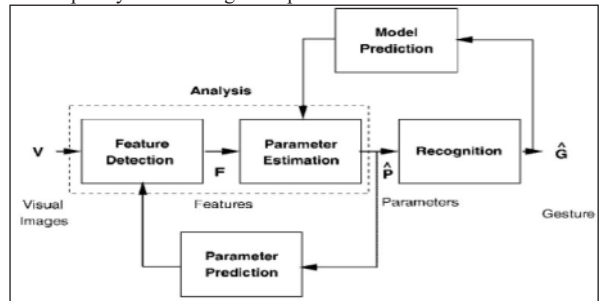 Model
Prediction
Analysis
V
Feature
Detection
F
Parameter
Estimation
P̂
Recognition
Ĝ
Visual
Images
Features
Parameters
Gesture
Parameter
Prediction